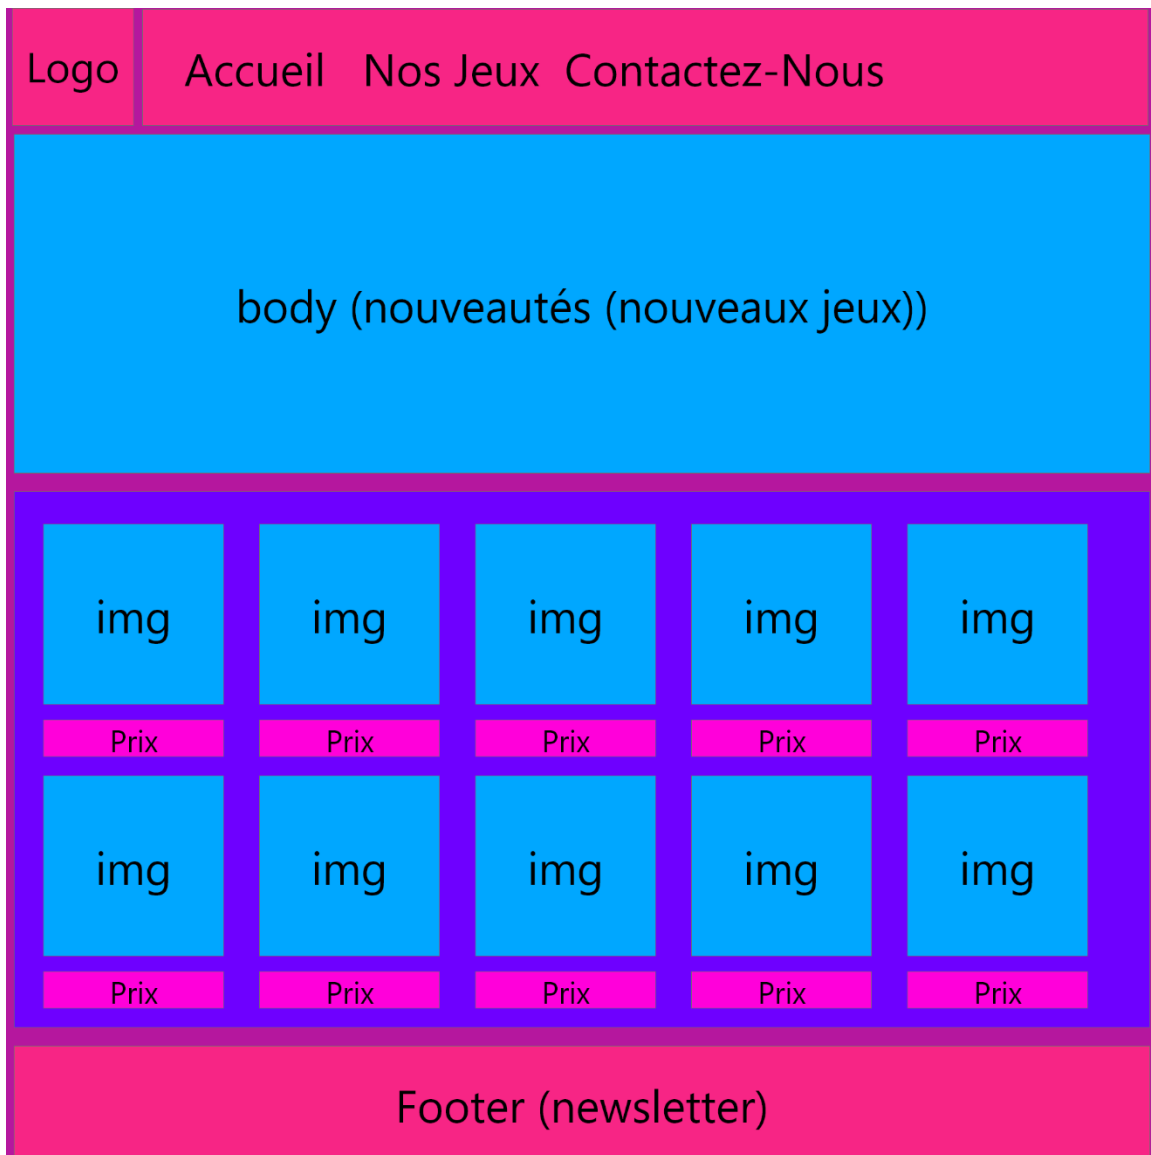 Logo
Accueil Nos Jeux Contactez-Nous
body (nouveautés (nouveaux jeux))
img img img img img
Prix Prix Prix Prix Prix
img img img img img
Prix Prix Prix Prix Prix
Footer (newsletter)